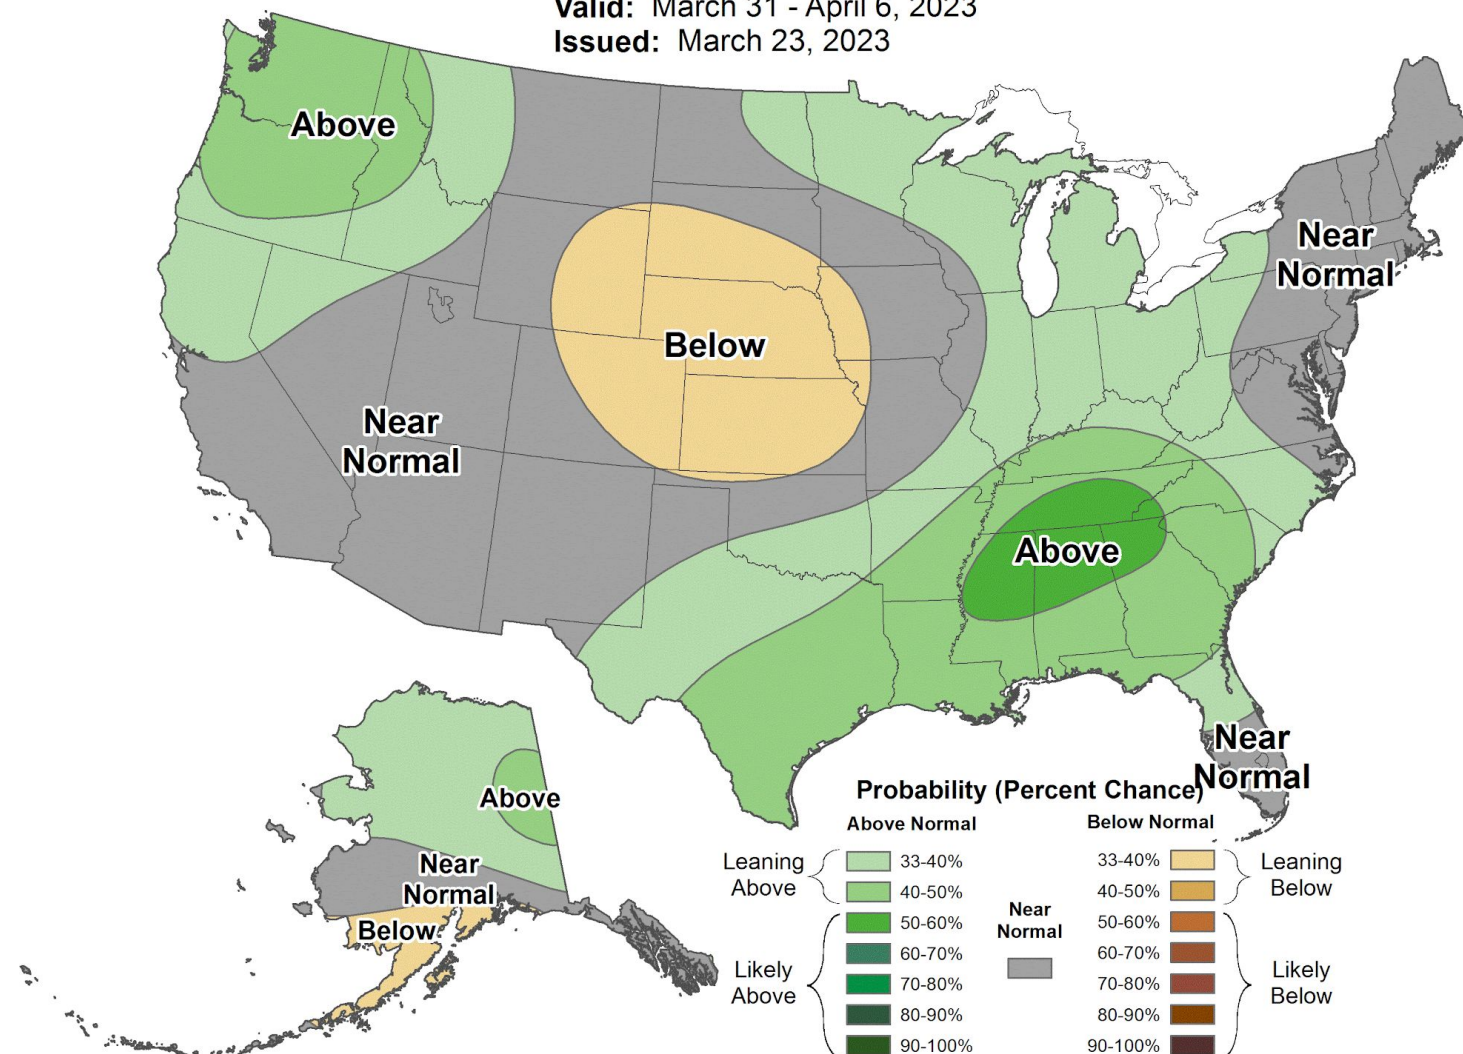 Valid: March 31 - April 6, 2023
Issued: March 23, 2023
Above
Near
Normal
Below
Near
Normal
Above
Near
Normal
Above
Near
Normal
Below
Probability (Percent Chance)
Above Normal
Below Normal
Leaning
Above
33-40%
40-50%
50-60%
60-70%
70-80%
80-90%
90-100%
Likely
Above
Near
Normal
33-40%
40-50%
50-60%
60-70%
70-80%
80-90%
90-100%
Leaning
Below
Likely
Below